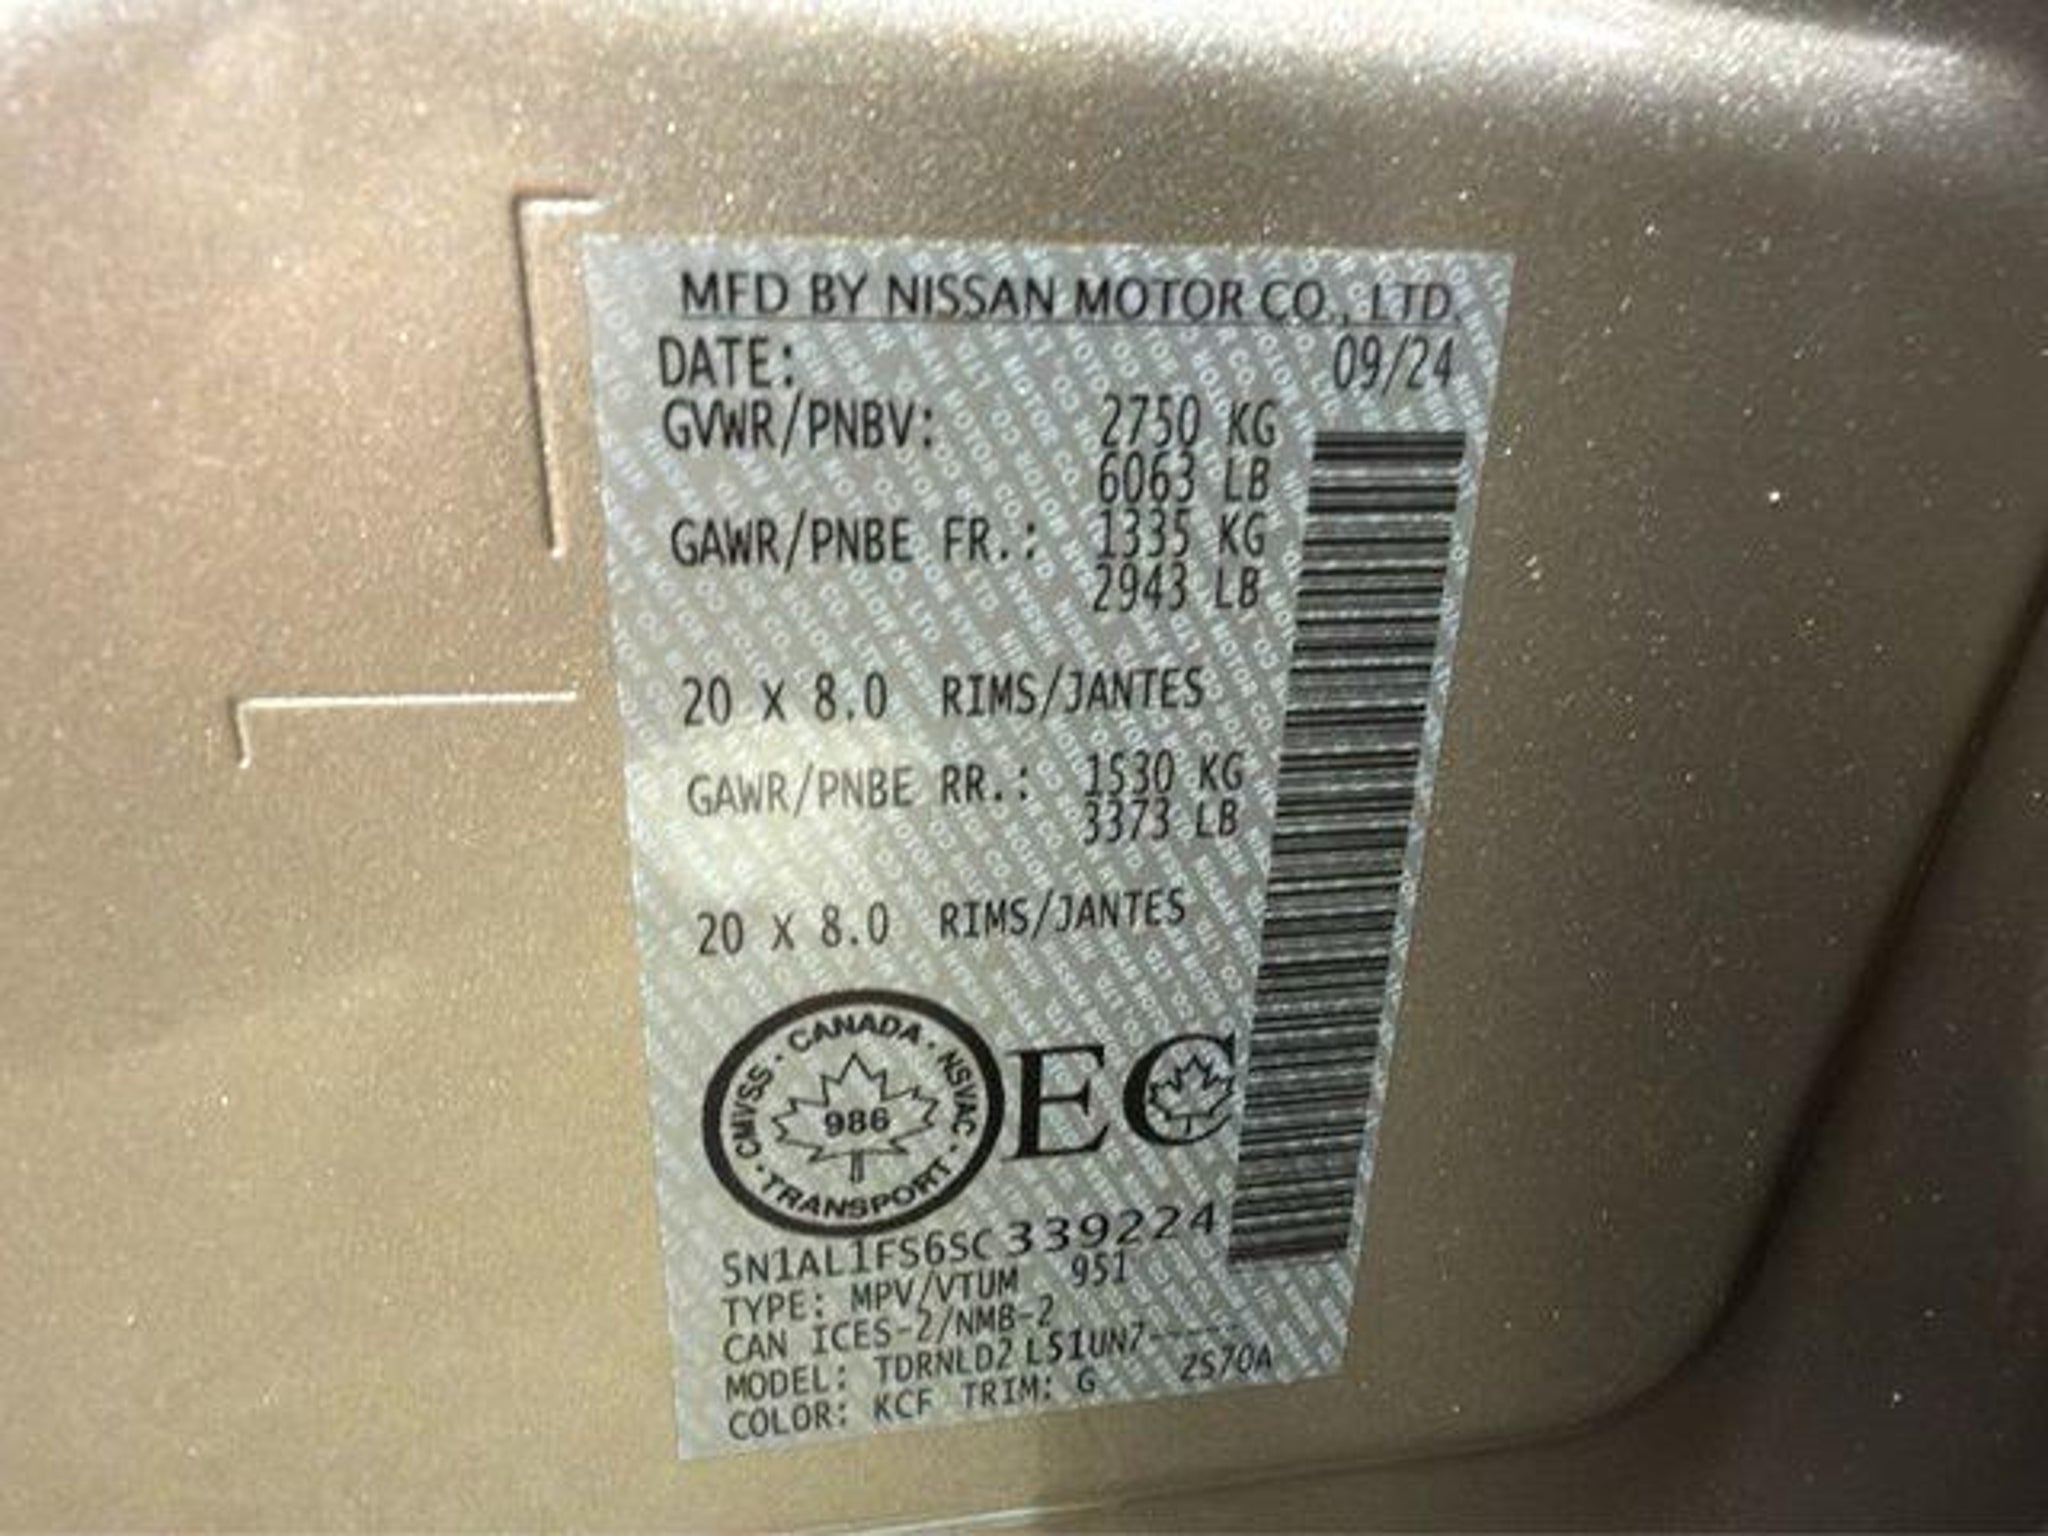 MFD BY NISSAN MOTOR CO., LTD.
DATE: 09/24
GVWR/PNBV: 2750 KG
6063 LB
GAWR/PNBE FR.: 1335 KG
2943 LB
20 X 8.0 RIMS/JANTES
GAWR/PNBE RR.: 1530 KG
3373 LB
20 X 8.0 RIMS/JANTES
CANADA · NSVAC · TRANSPORT · CMVSS ·
986
EC
5N1AL1FS6SC339224
TYPE: MPV/VTUM 951
CAN ICES-2/NMB-2
MODEL: TDRNLD2 L51UN7-----
COLOR: KCF TRIM: G 2S70A